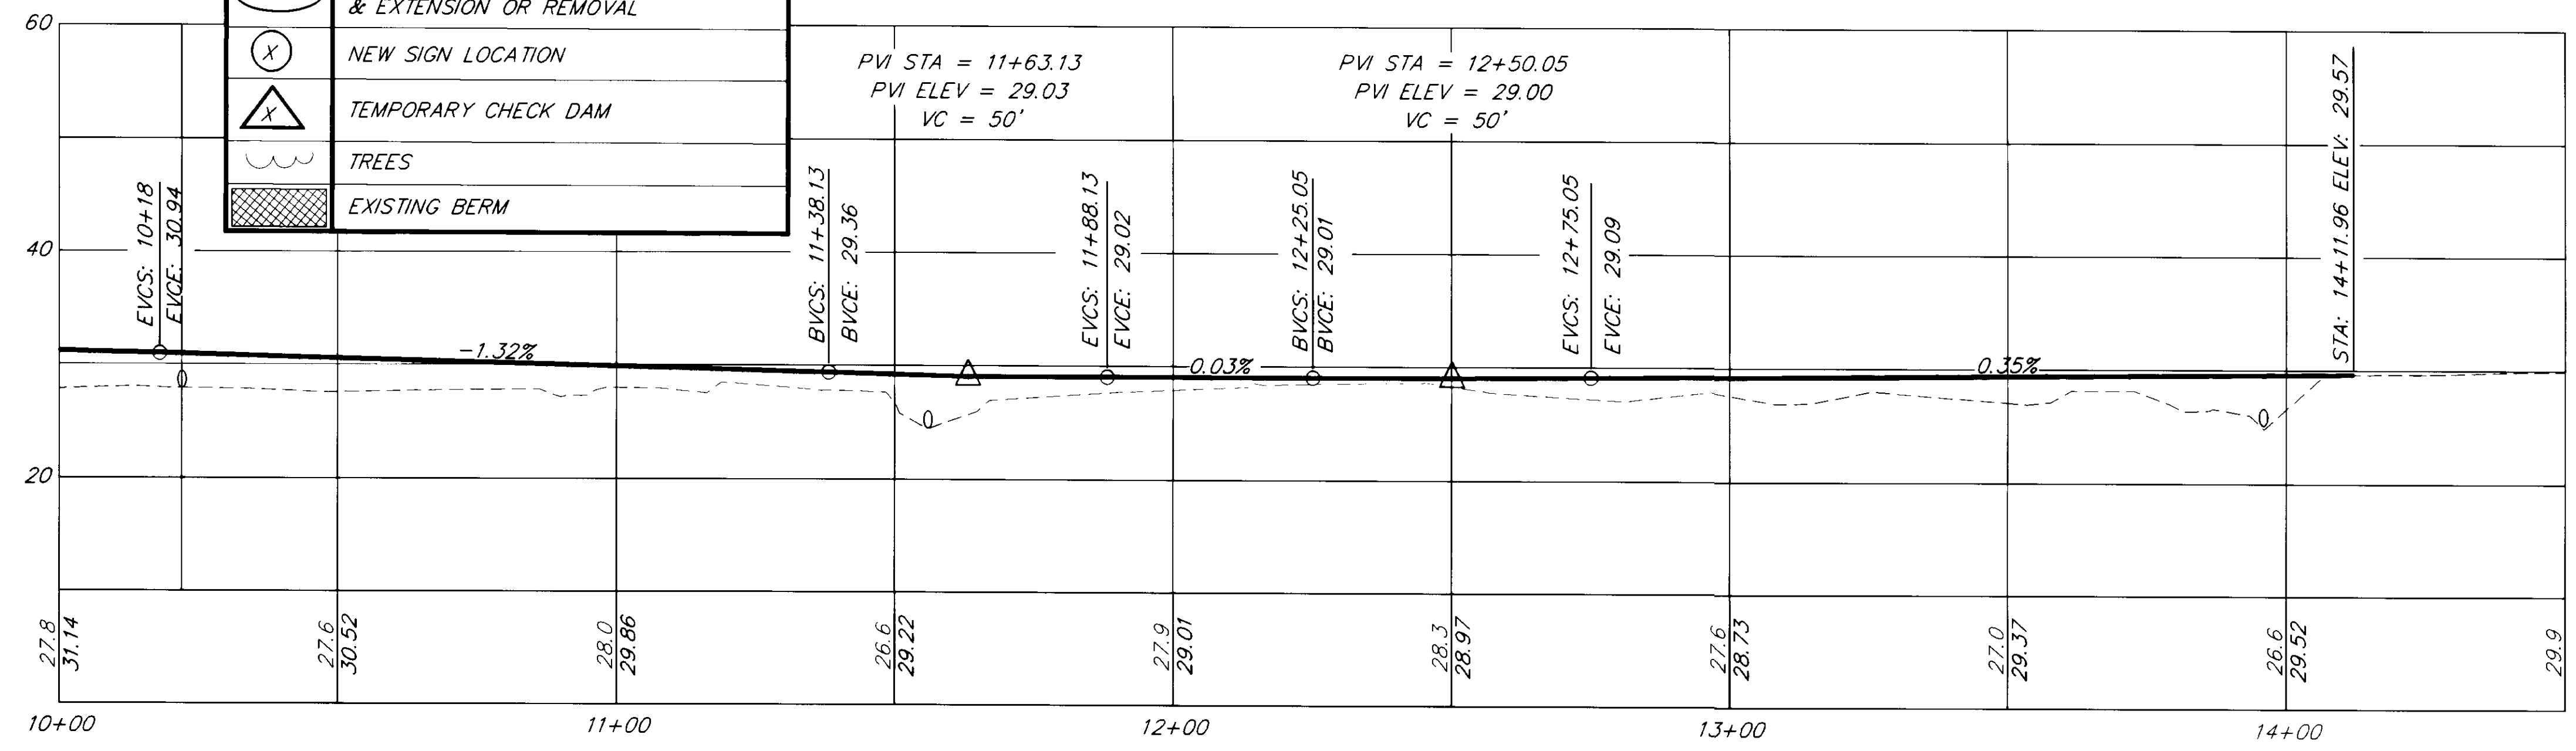 & EXTENSION OR REMOVAL
X NEW SIGN LOCATION
X TEMPORARY CHECK DAM
TREES
EXISTING BERM
60
40
20
PVI STA = 11+63.13
PVI ELEV = 29.03
VC = 50'
PVI STA = 12+50.05
PVI ELEV = 29.00
VC = 50'
EVCS: 10+18
EVCE: 30.94
BVCS: 11+38.13
BVCE: 29.36
EVCS: 11+88.13
EVCE: 29.02
BVCS: 12+25.05
BVCE: 29.01
EVCS: 12+75.05
EVCE: 29.09
STA: 14+11.96 ELEV: 29.57
-1.32%
0.03%
0.35%
27.8
31.14
27.6
30.52
28.0
29.86
26.6
29.22
27.9
29.01
28.3
28.97
27.6
28.73
27.0
29.37
26.6
29.52
29.9
10+00
11+00
12+00
13+00
14+00